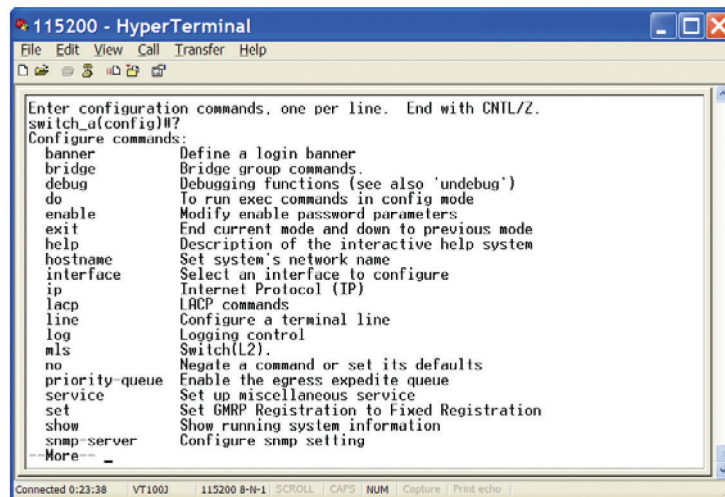 115200 - HyperTerminal
File Edit View Call Transfer Help
Enter configuration commands, one per line. End with CNTL/Z.
switch_a(config)#?
Configure commands:
banner Define a login banner
bridge Bridge group commands.
debug Debugging functions (see also 'undebug')
do To run exec commands in config mode
enable Modify enable password parameters
exit End current mode and down to previous mode
help Description of the interactive help system
hostname Set system's network name
interface Select an interface to configure
ip Internet Protocol (IP)
lacp LACP commands
line Configure a terminal line
log Logging control
mls Switch(L2).
no Negate a command or set its defaults
priority-queue Enable the egress expedite queue
service Set up miscellaneous service
set Set GMRP Registration to Fixed Registration
show Show running system information
snmp-server Configure snmp setting
--More-- _
Connected 0:23:38 VT100J 115200 8-N-1 SCROLL CAPS NUM Capture Print echo